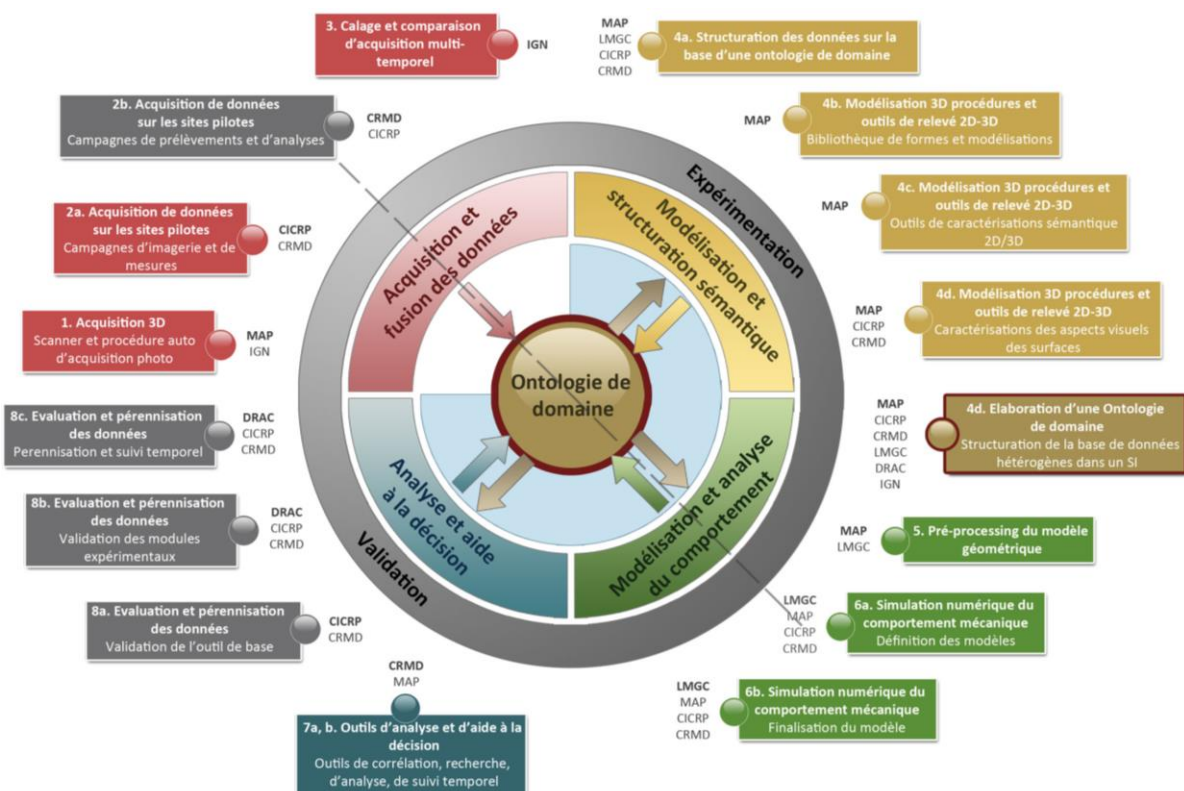 3. Calage et comparaison
d’acquisition multi-
temporel
IGN
MAP
LMGC
CICRP
CRMD
4a. Structuration des données sur la
base d’une ontologie de domaine
2b. Acquisition de données
sur les sites pilotes
Campagnes de prélèvements et d’analyses
CRMD
CICRP
MAP
4b. Modélisation 3D procédures et
outils de relevé 2D-3D
Bibliothèque de formes et modélisations
2a. Acquisition de données
sur les sites pilotes
Campagnes d’imagerie et de
mesures
CICRP
CRMD
MAP
4c. Modélisation 3D procédures et
outils de relevé 2D-3D
Outils de caractérisations sémantique
2D/3D
1. Acquisition 3D
Scanner et procédure auto
d’acquisition photo
MAP
IGN
MAP
CICRP
CRMD
4d. Modélisation 3D procédures et
outils de relevé 2D-3D
Caractérisations des aspects visuels
des surfaces
Expérimentation
Acquisition et
fusion des données
Modélisation et
structuration sémantique
Ontologie de
domaine
Analyse et aide
à la décision
Modélisation et analyse
du comportement
Validation
8c. Evaluation et pérennisation
des données
Perennisation et suivi temporel
DRAC
CICRP
CRMD
MAP
CICRP
CRMD
LMGC
DRAC
IGN
4d. Elaboration d’une Ontologie
de domaine
Structuration de la base de données
hétérogènes dans un SI
8b. Evaluation et pérennisation
des données
Validation des modules
expérimentaux
DRAC
CICRP
CRMD
MAP
LMGC
5. Pré-processing du modèle
géométrique
8a. Evaluation et pérennisation
des données
Validation de l’outil de base
CICRP
CRMD
LMGC
MAP
CICRP
CRMD
6a. Simulation numérique du
comportement mécanique
Définition des modèles
CRMD
MAP
7a, b. Outils d’analyse et d’aide à la
décision
Outils de corrélation, recherche,
d’analyse, de suivi temporel
LMGC
MAP
CICRP
CRMD
6b. Simulation numérique du
comportement mécanique
Finalisation du modèle